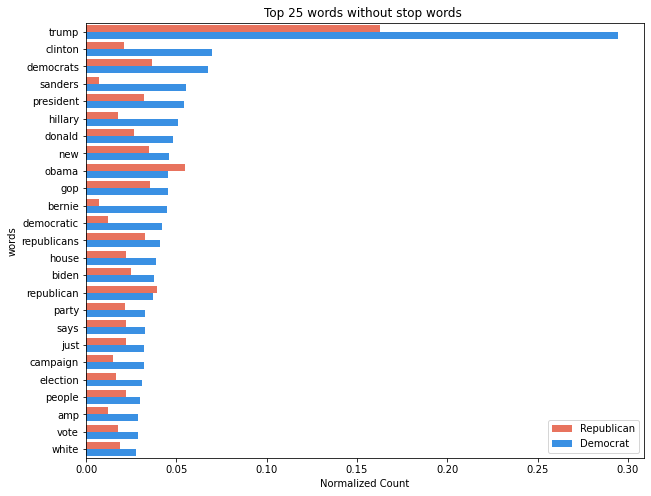 Top 25 words without stop words
trump
clinton
democrats
sanders
president
hillary
donald
new
obama
gop
bernie
democratic
republicans
house
biden
republican
party
says
just
campaign
election
people
amp
vote
white
words
0.00 0.05 0.10 0.15 0.20 0.25 0.30
Normalized Count
Republican
Democrat